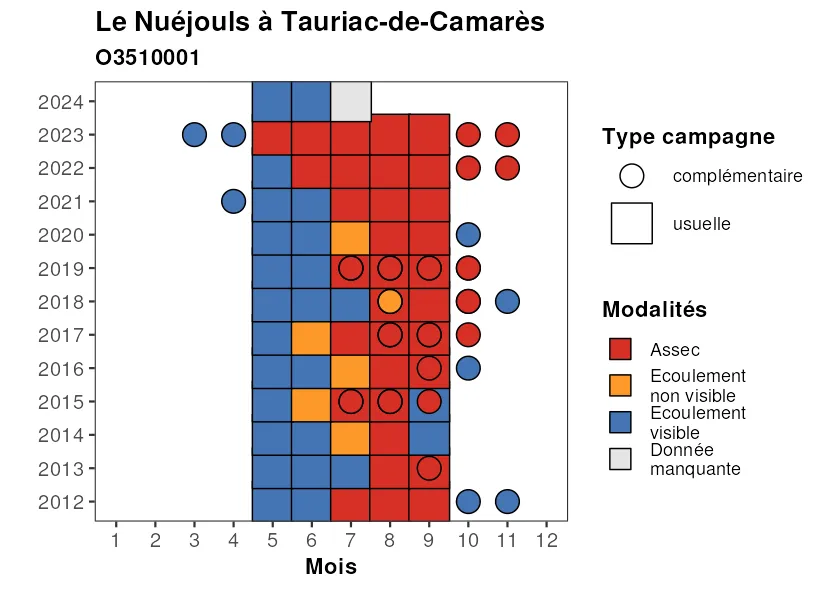 Le Nuéjouls à Tauriac-de-Camarès
O3510001
2024
2023
2022
2021
2020
2019
2018
2017
2016
2015
2014
2013
2012
1 2 3 4 5 6 7 8 9 10 11 12
Mois
Type campagne
complémentaire
usuelle
Modalités
Assec
Ecoulement
non visible
Ecoulement
visible
Donnée
manquante